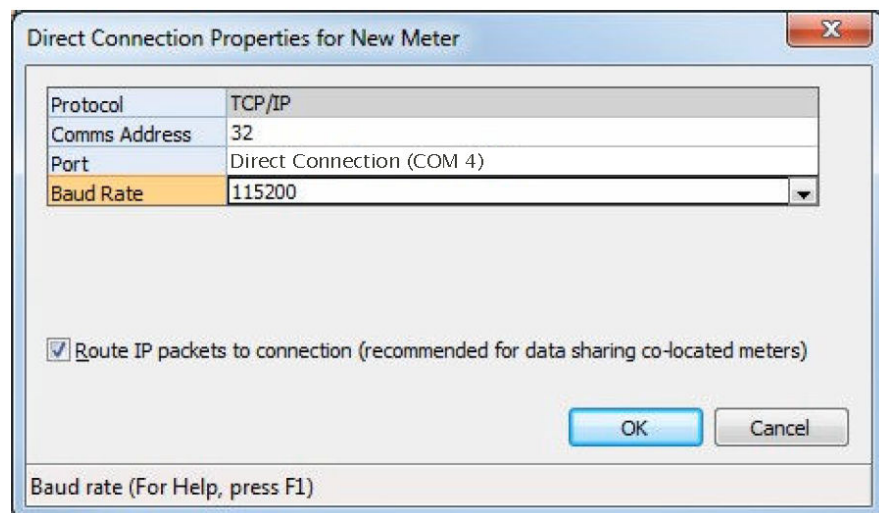 Direct Connection Properties for New Meter
Protocol TCP/IP
Comms Address 32
Port Direct Connection (COM 4)
Baud Rate 115200
Route IP packets to connection (recommended for data sharing co-located meters)
OK Cancel
Baud rate (For Help, press F1)